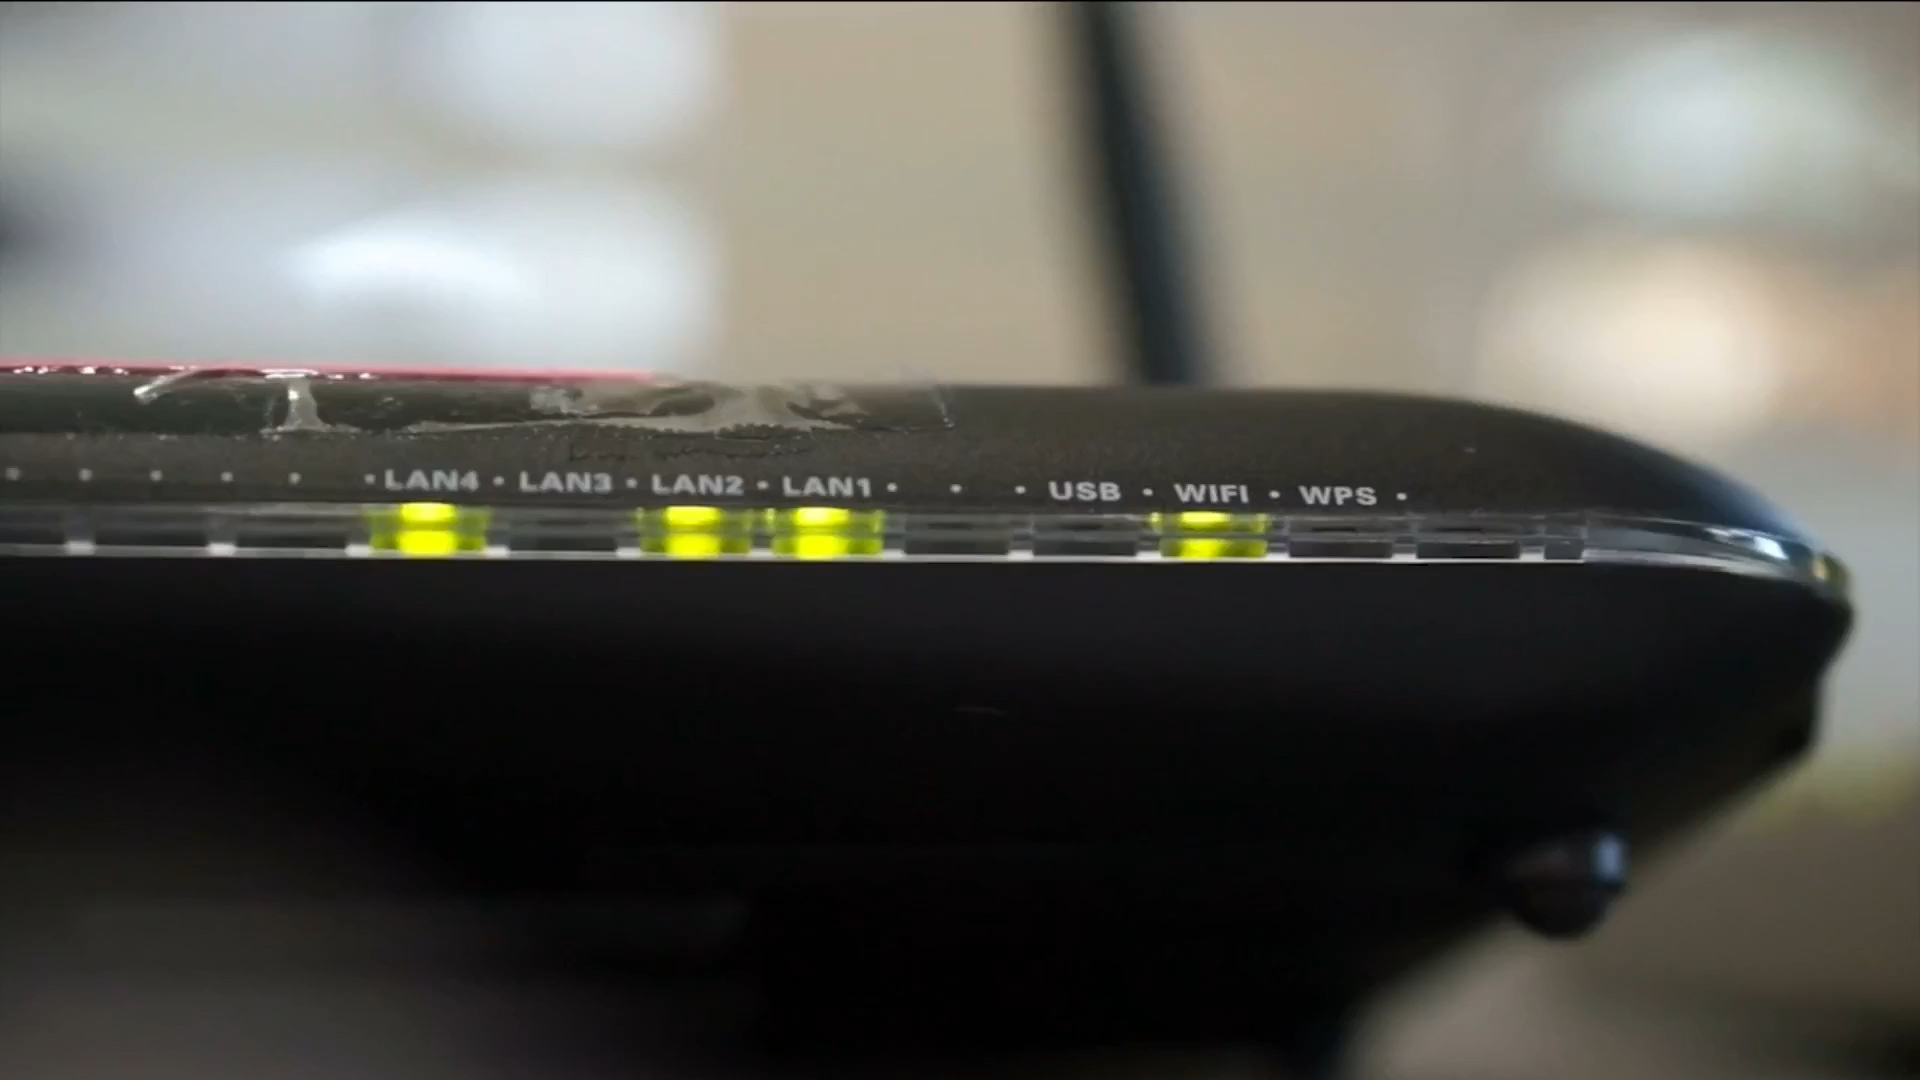 • LAN4 • LAN3 • LAN2 • LAN1 • • • USB • WIFI • WPS •